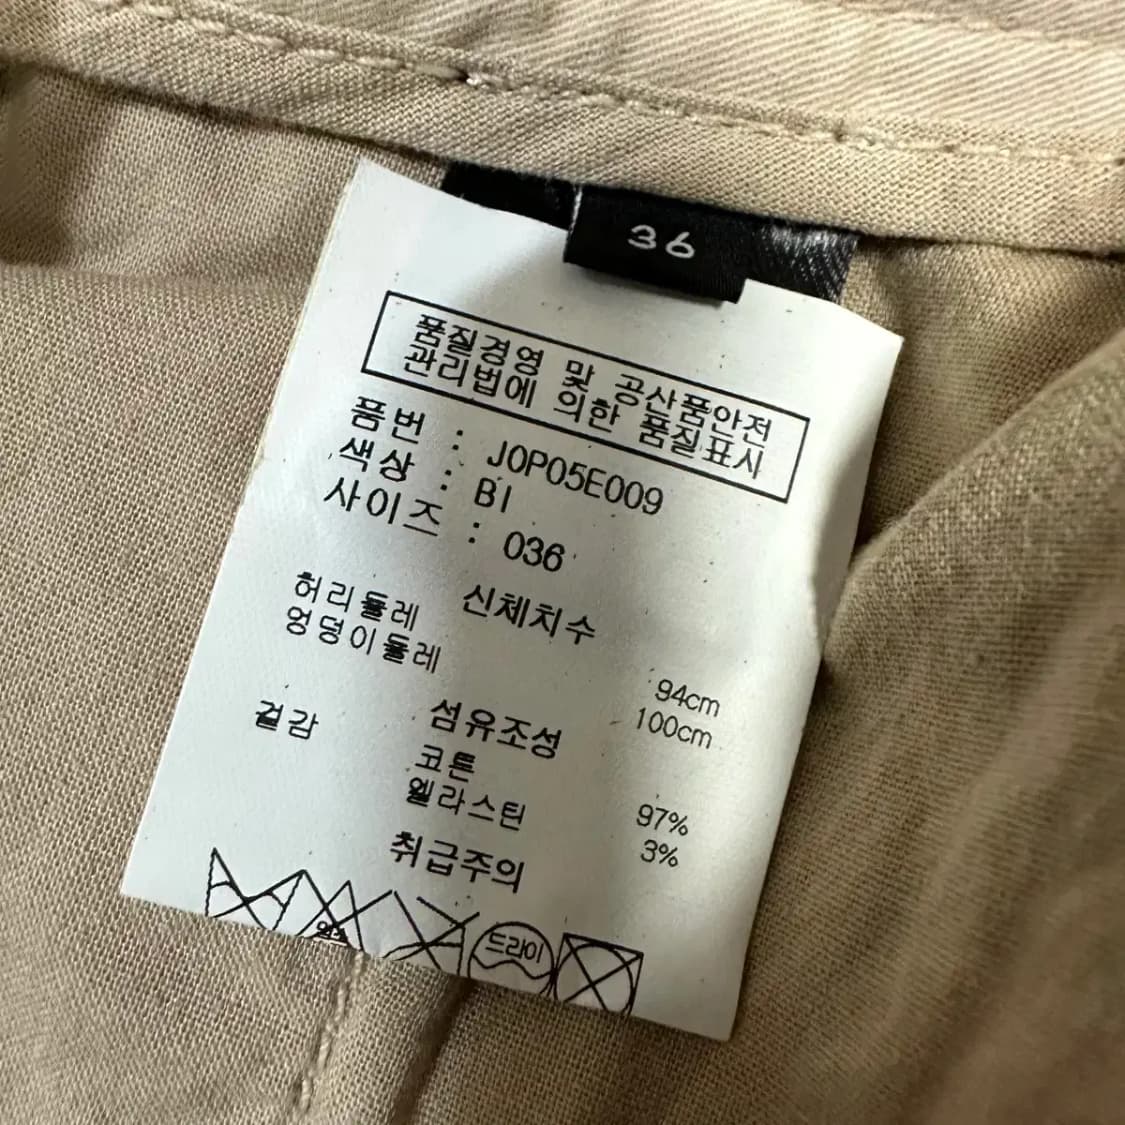 36
품질경영 및 공산품안전
관리법에 의한 품질표시
품번 : JOP05E009
색상 : BI
사이즈 : 036
신체치수
허리둘레 94cm
엉덩이둘레 100cm
섬유조성
겉감 코튼 97%
엘라스틴 3%
취급주의
드라이